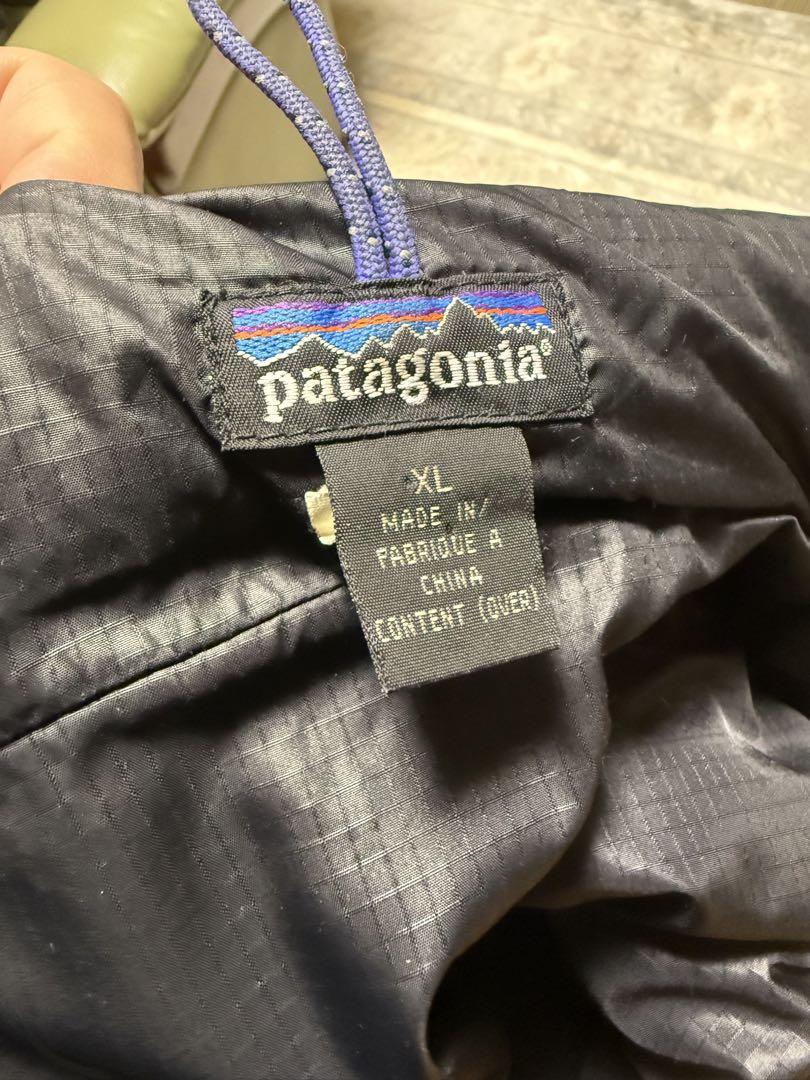 patagonia®
XL
MADE IN/
FABRIQUE A
CHINA
CONTENT (OVER)